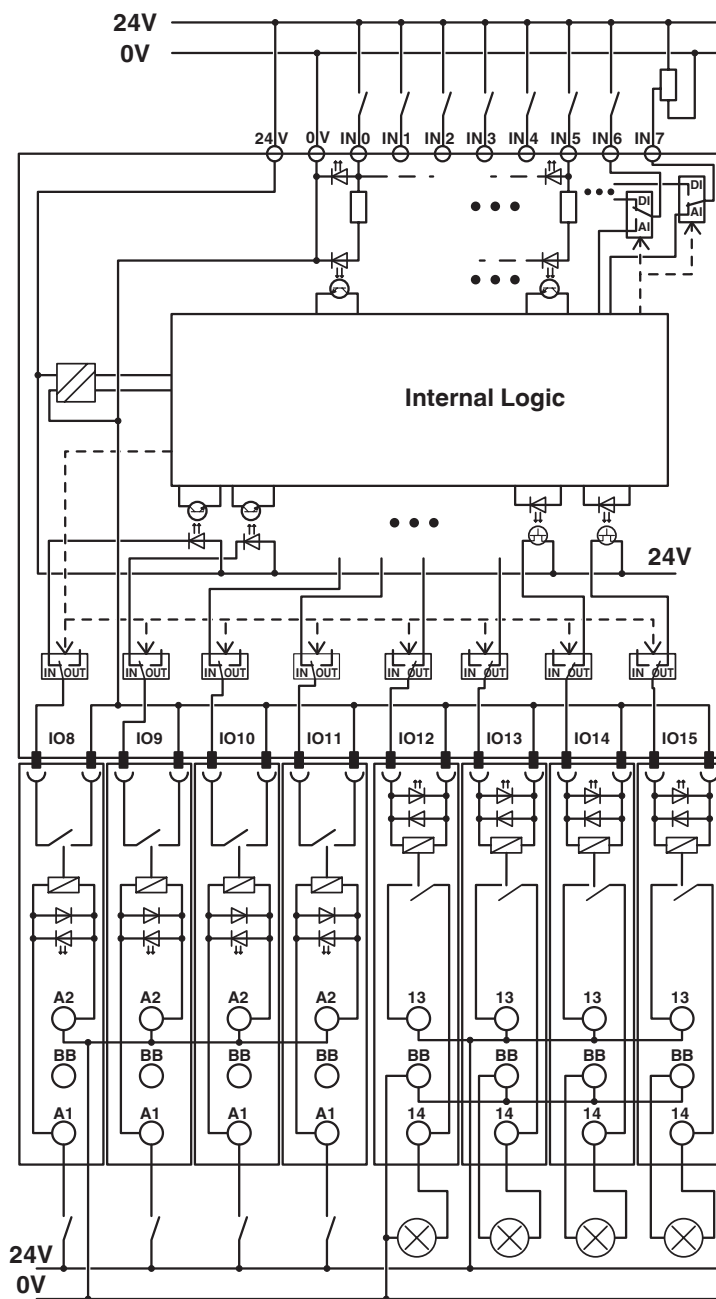 24V
0V
24 V 0 V IN 0 IN 1 IN 2 IN 3 IN 4 IN 5 IN 6 IN 7
DI DI
AI AI
Internal Logic
24V
IN OUT IN OUT IN OUT IN OUT IN OUT IN OUT IN OUT IN OUT
IO8 IO9 IO10 IO11 IO12 IO13 IO14 IO15
A2 A2 A2 A2 13 13 13 13
BB BB BB BB BB BB BB BB
A1 A1 A1 A1 14 14 14 14
24V
0V